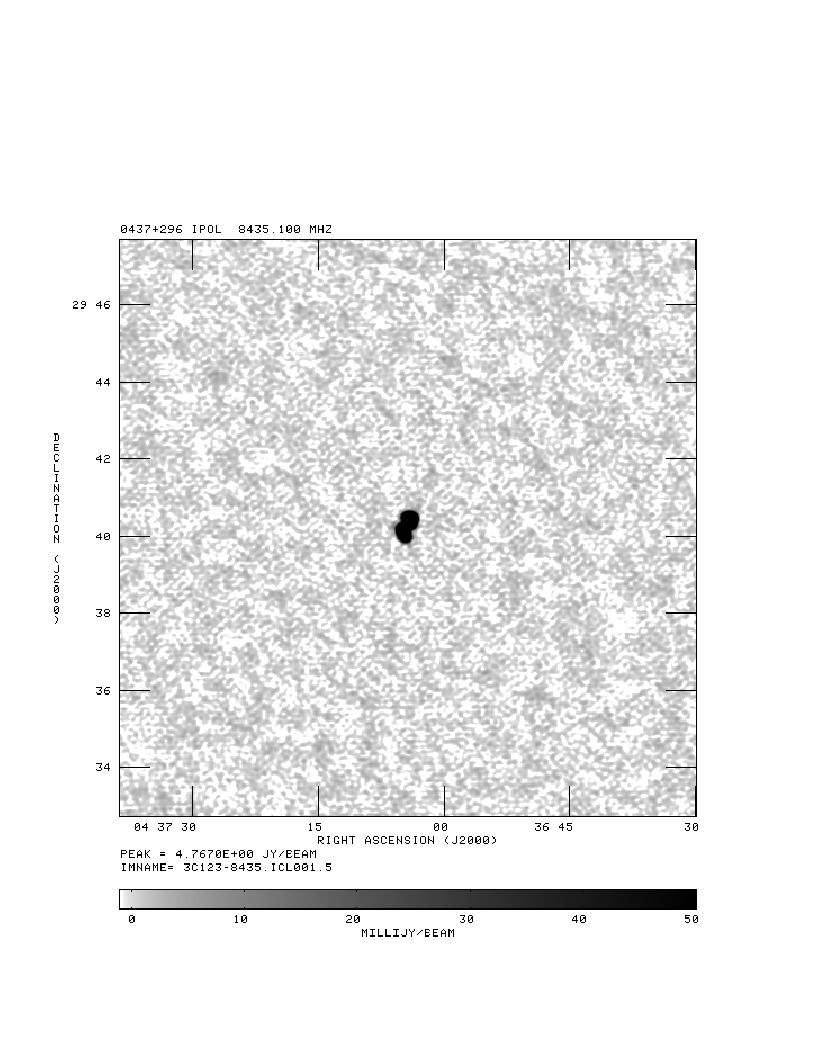 0437+296 IPOL 8435.100 MHZ
29 46
44
42
40
38
36
34
DECLINATION (J2000)
04 37 30 15 00 36 45 30
RIGHT ASCENSION (J2000)
PEAK = 4.7670E+00 JY/BEAM
IMNAME= 3C123-8435.ICL001.5
0 10 20 30 40 50
MILLIJY/BEAM